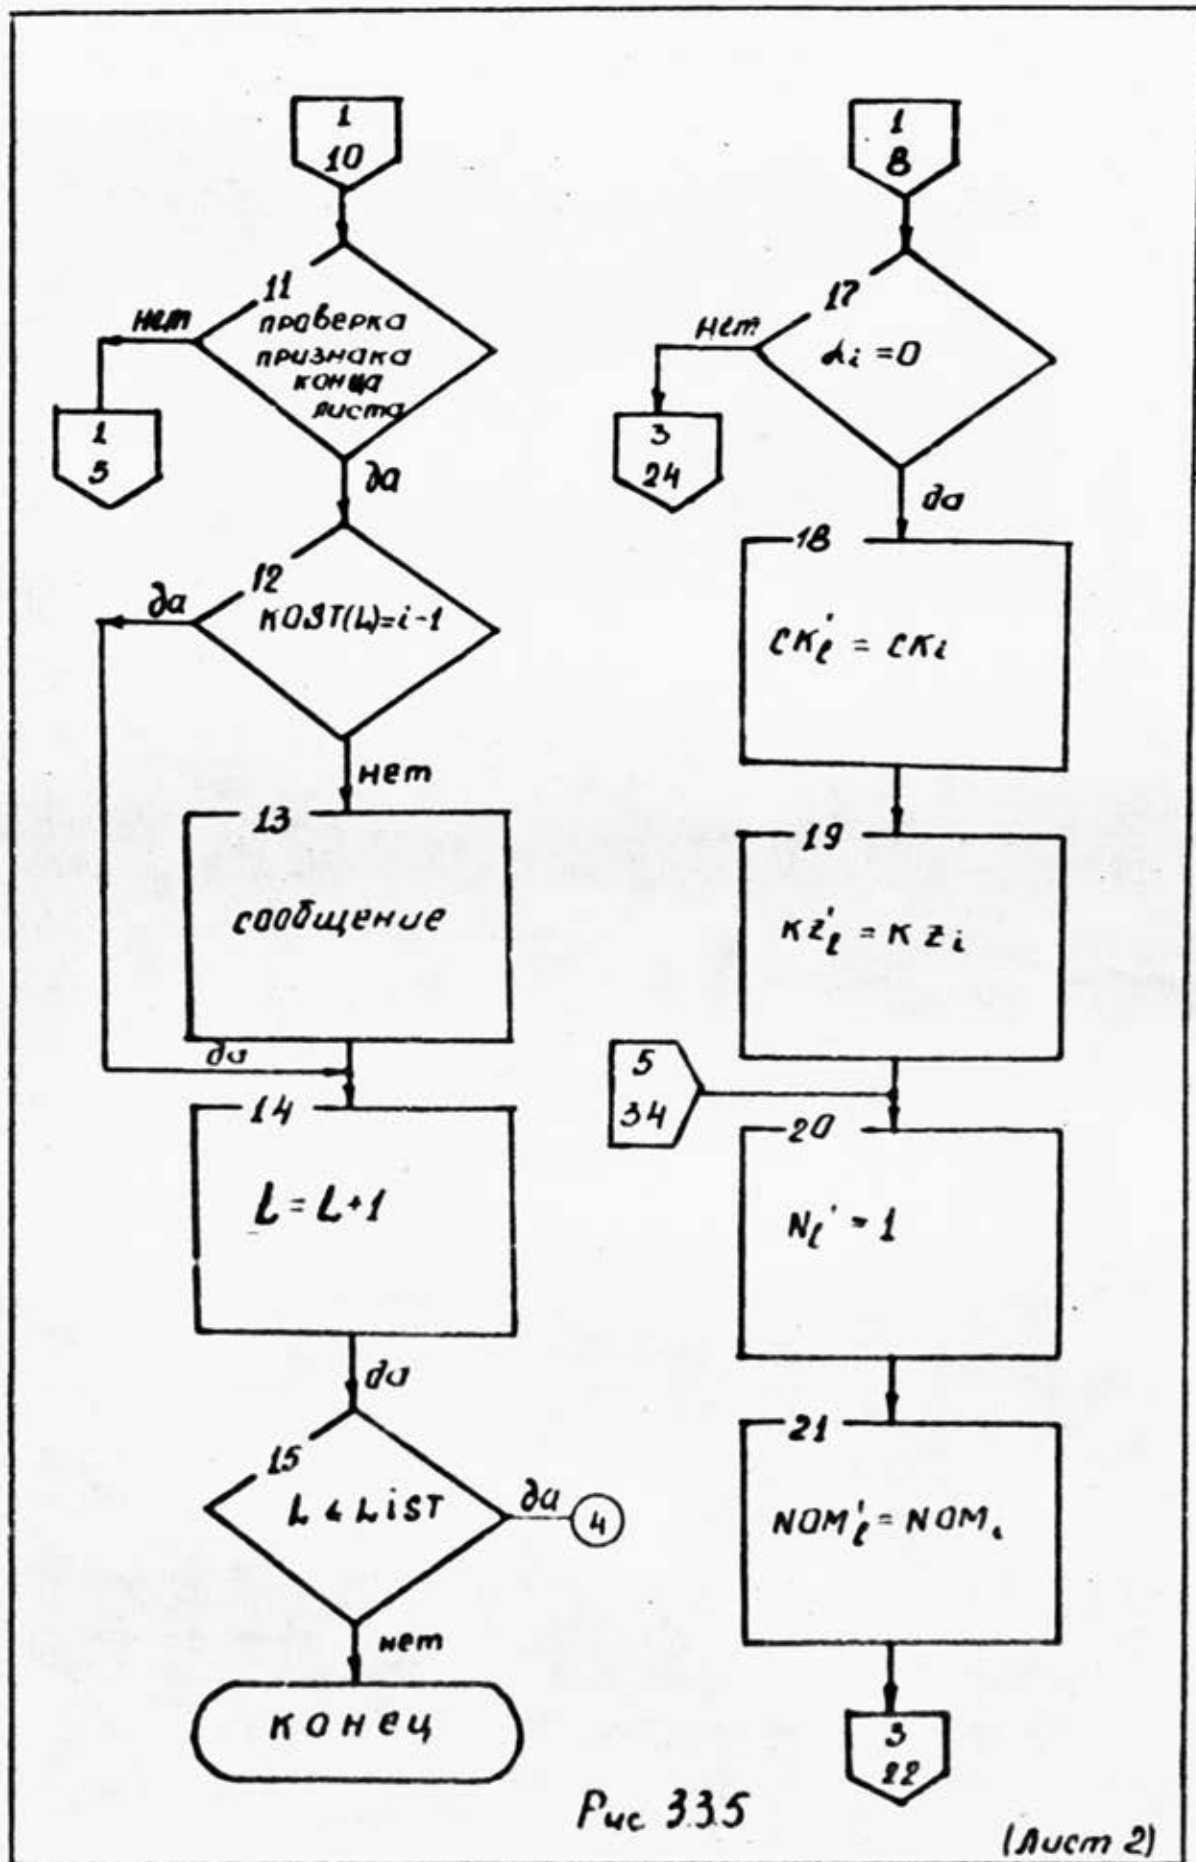 1
10
11
проверка
признака
конца
листа
нет
1
5
да
12
KOST(L)=i-1
да
нет
13
сообщение
да
14
L=L+1
да
15
L < LiST
да
4
нет
конец
1
8
17
нет
αi =0
3
24
да
18
CK'ℓ = CKi
19
KZ'ℓ = KZi
5
34
20
Nℓ' = 1
21
NOM'ℓ = NOMi
3
22
Рис 3.3.5
(Лист 2)